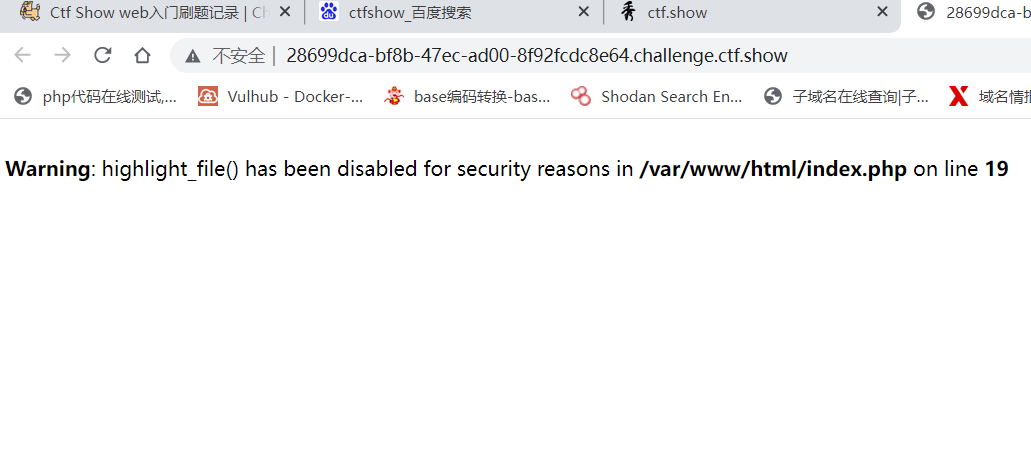 Ctf Show web入门刷题记录 | Ch
ctfshow_百度搜索
ctf.show
28699dca-b
不安全 | 28699dca-bf8b-47ec-ad00-8f92fcdc8e64.challenge.ctf.show
php代码在线测试,... Vulhub - Docker-... base编码转换-bas... Shodan Search En... 子域名在线查询|子... 域名情报
Warning: highlight_file() has been disabled for security reasons in /var/www/html/index.php on line 19